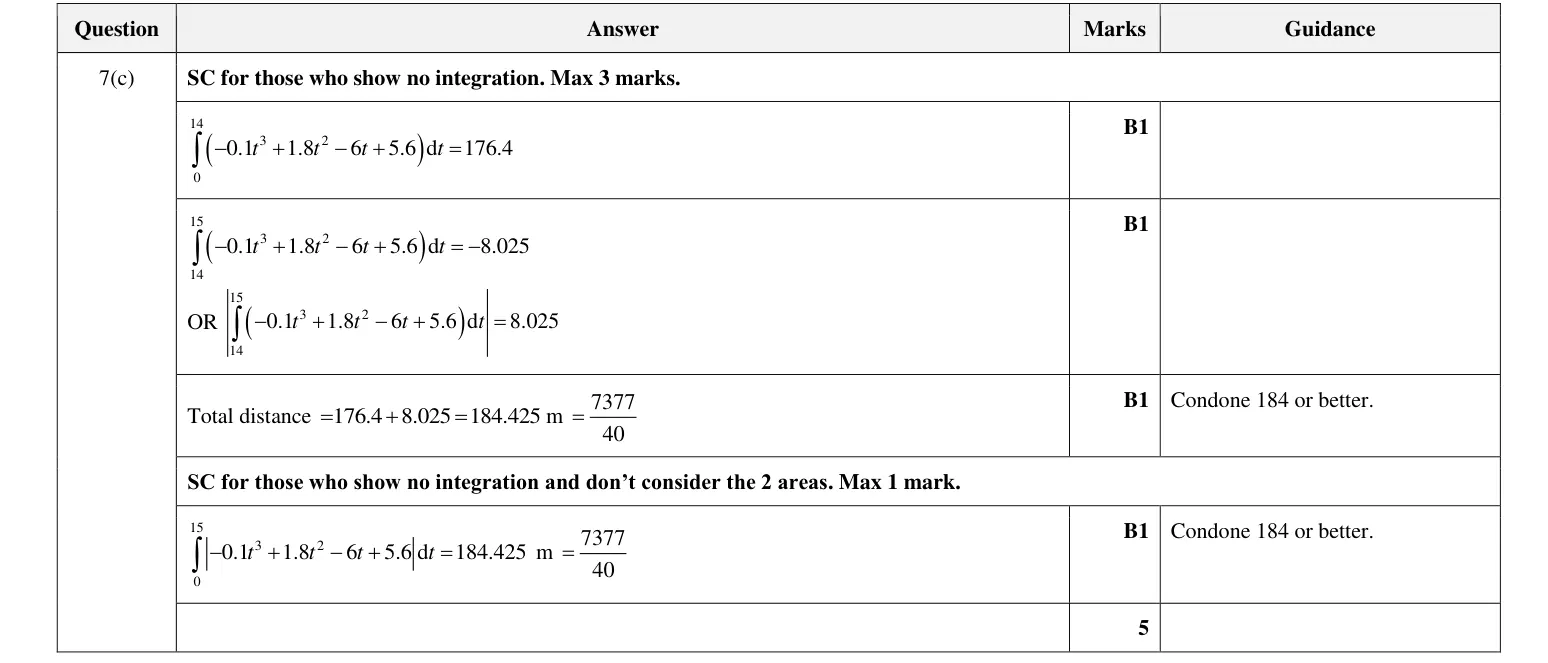 Question Answer Marks Guidance
7(c) SC for those who show no integration. Max 3 marks.
∫₀¹⁴ (−0.1t³ + 1.8t² − 6t + 5.6) dt = 176.4 B1
∫₁₄¹⁵ (−0.1t³ + 1.8t² − 6t + 5.6) dt = −8.025 B1
OR |∫₁₄¹⁵ (−0.1t³ + 1.8t² − 6t + 5.6) dt| = 8.025
Total distance = 176.4 + 8.025 = 184.425 m = 7377/40 B1 Condone 184 or better.
SC for those who show no integration and don’t consider the 2 areas. Max 1 mark.
∫₀¹⁵ |−0.1t³ + 1.8t² − 6t + 5.6| dt = 184.425 m = 7377/40 B1 Condone 184 or better.
5